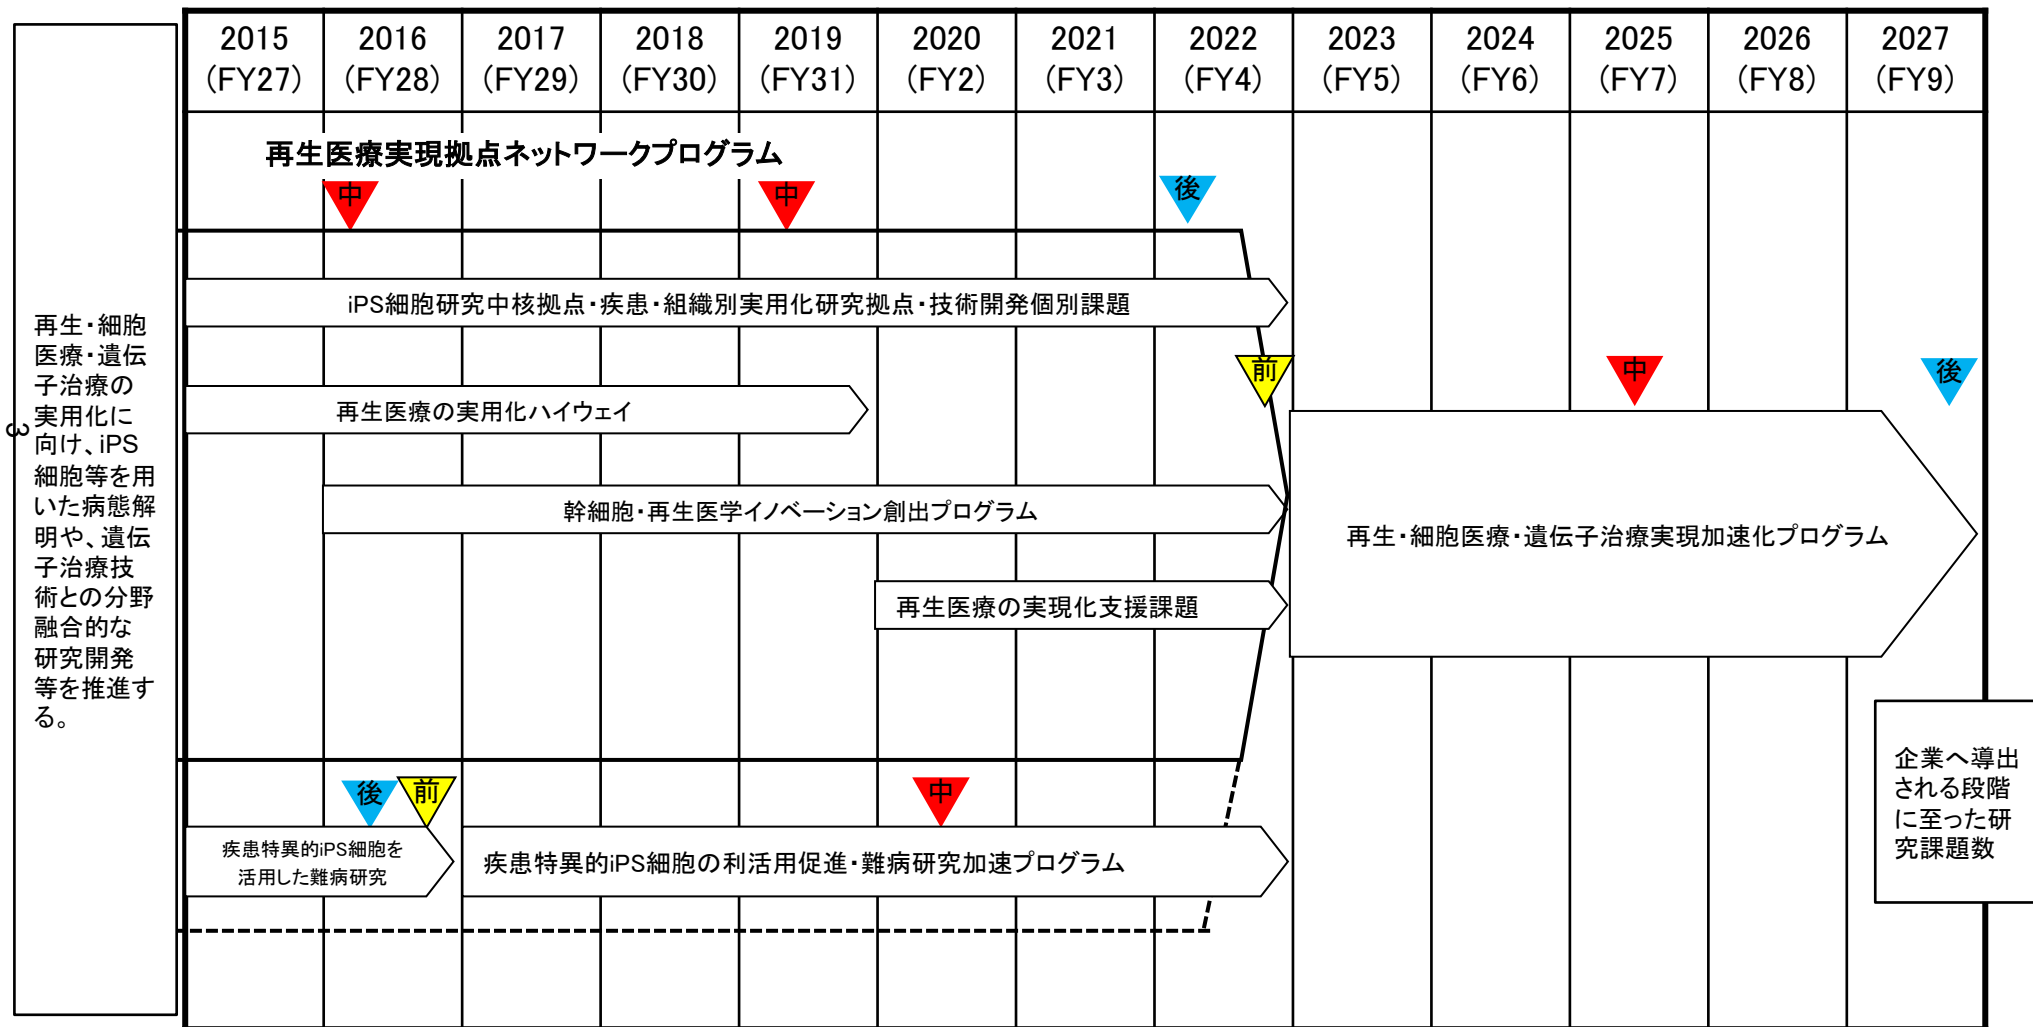 2015
(FY27)
2016
(FY28)
2017
(FY29)
2018
(FY30)
2019
(FY31)
2020
(FY2)
2021
(FY3)
2022
(FY4)
2023
(FY5)
2024
(FY6)
2025
(FY7)
2026
(FY8)
2027
(FY9)
3
再生・細胞
医療・遺伝
子治療の
実用化に
向け、iPS
細胞等を用
いた病態解
明や、遺伝
子治療技
術との分野
融合的な
研究開発
等を推進す
る。
再生医療実現拠点ネットワークプログラム
中
中
後
iPS細胞研究中核拠点・疾患・組織別実用化研究拠点・技術開発個別課題
前
中
後
再生医療の実用化ハイウェイ
幹細胞・再生医学イノベーション創出プログラム
再生・細胞医療・遺伝子治療実現加速化プログラム
再生医療の実現化支援課題
後
前
中
疾患特異的iPS細胞を
活用した難病研究
疾患特異的iPS細胞の利活用促進・難病研究加速プログラム
企業へ導出
される段階
に至った研
究課題数